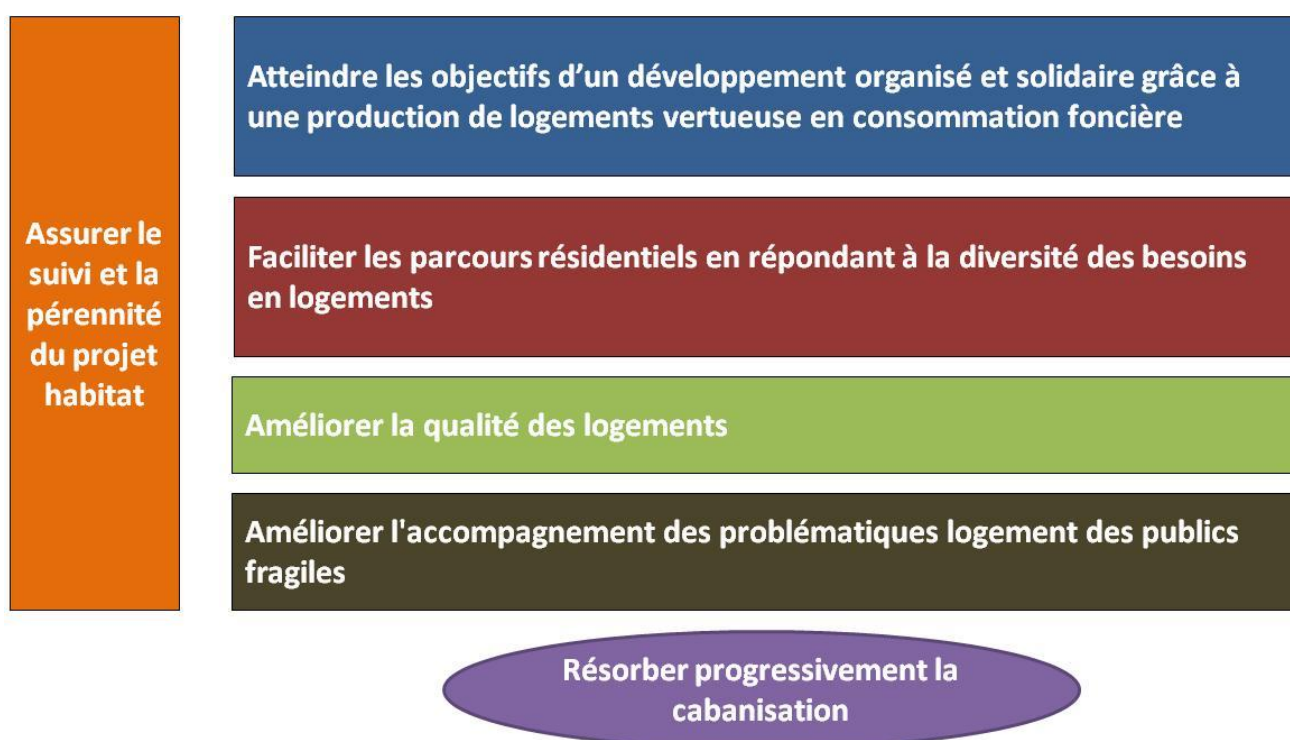 Assurer le
suivi et la
pérennité
du projet
habitat
Atteindre les objectifs d’un développement organisé et solidaire grâce à
une production de logements vertueuse en consommation foncière
Faciliter les parcours résidentiels en répondant à la diversité des besoins
en logements
Améliorer la qualité des logements
Améliorer l'accompagnement des problématiques logement des publics
fragiles
Résorber progressivement la
cabanisation